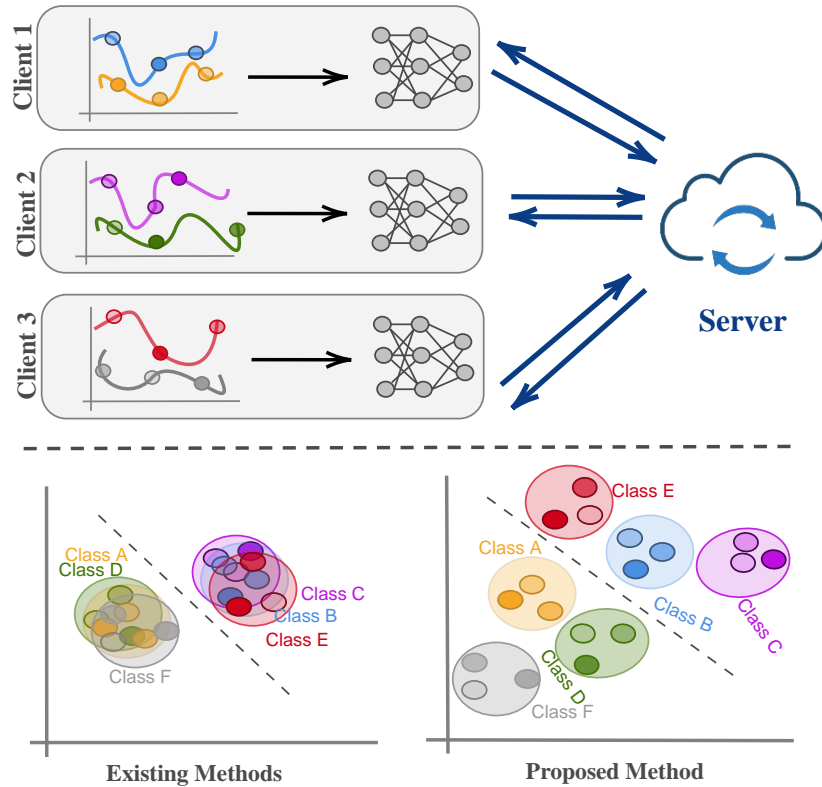 Client 1
Client 2
Client 3
Server
Class A
Class D
Class F
Class C
Class B
Class E
Existing Methods
Class E
Class A
Class B
Class C
Class D
Class F
Proposed Method